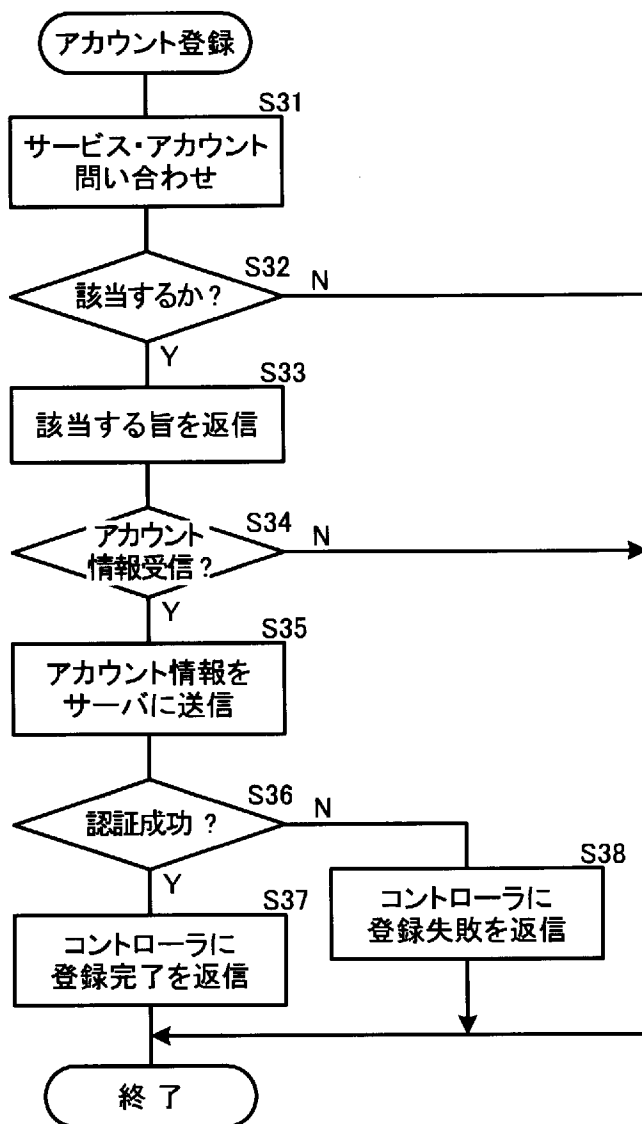 アカウント登録
S31
サービス・アカウント
問い合わせ
S32
該当するか？
N
Y
S33
該当する旨を返信
S34
アカウント
情報受信？
N
Y
S35
アカウント情報を
サーバに送信
S36
認証成功？
N
Y
S37
コントローラに
登録完了を返信
S38
コントローラに
登録失敗を返信
終了